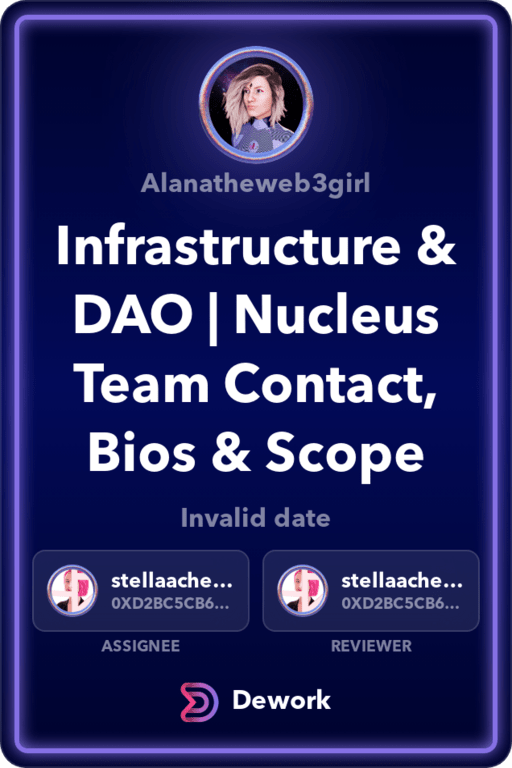 Alanatheweb3girl
Infrastructure &
DAO | Nucleus
Team Contact,
Bios & Scope
Invalid date
stellaache...
0XD2BC5CB6...
ASSIGNEE
stellaache...
0XD2BC5CB6...
REVIEWER
Dework